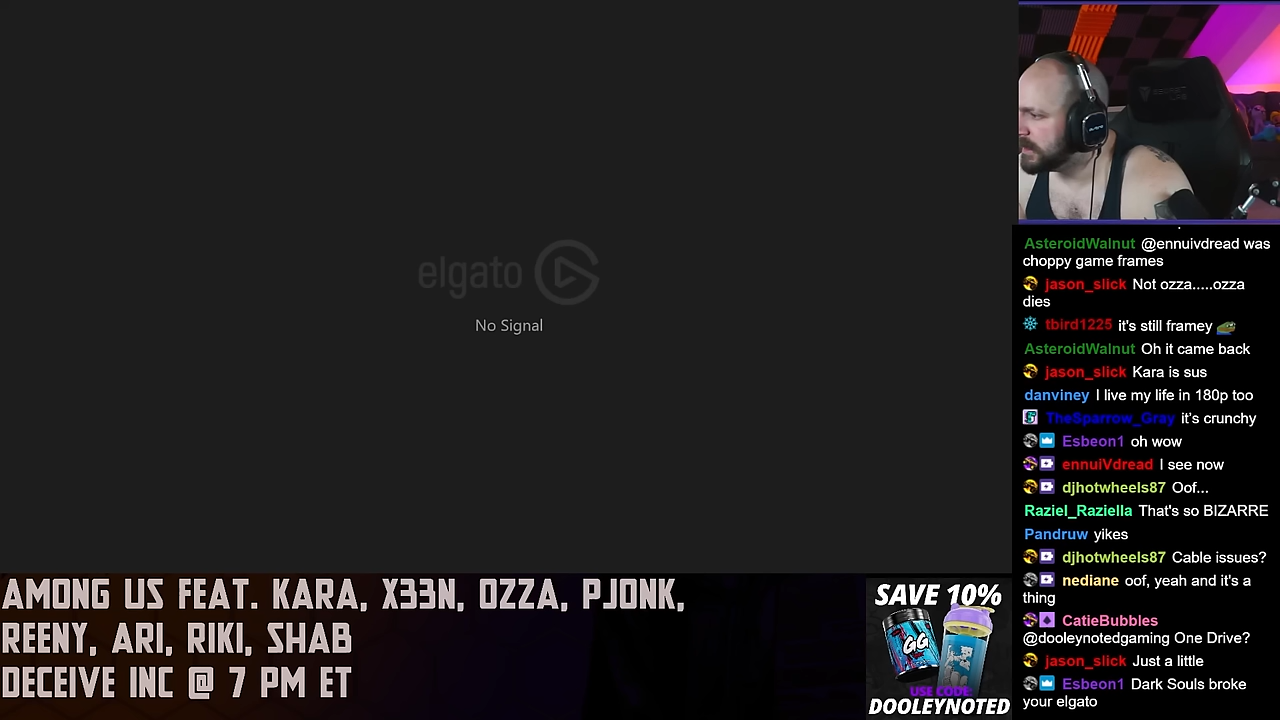 elgato
No Signal
AsteroidWalnut @ennuivdread was
choppy game frames
jason_slick Not ozza.....ozza
dies
tbird1225 it's still framey
AsteroidWalnut Oh it came back
jason_slick Kara is sus
danviney I live my life in 180p too
TheSparrow_Gray it's crunchy
Esbeon1 oh wow
ennuiVdread I see now
djhotwheels87 Oof...
Raziel_Raziella That's so BIZARRE
Pandruw yikes
djhotwheels87 Cable issues?
nediane oof, yeah and it's a
thing
CatieBubbles
@dooleynotedgaming One Drive?
jason_slick Just a little
Esbeon1 Dark Souls broke
your elgato
AMONG US FEAT. KARA, X33N, OZZA, PJONK,
REENY, ARI, RIKI, SHAB
DECEIVE INC @ 7 PM ET
SAVE 10%
GG
USE CODE:
DOOLEYNOTED